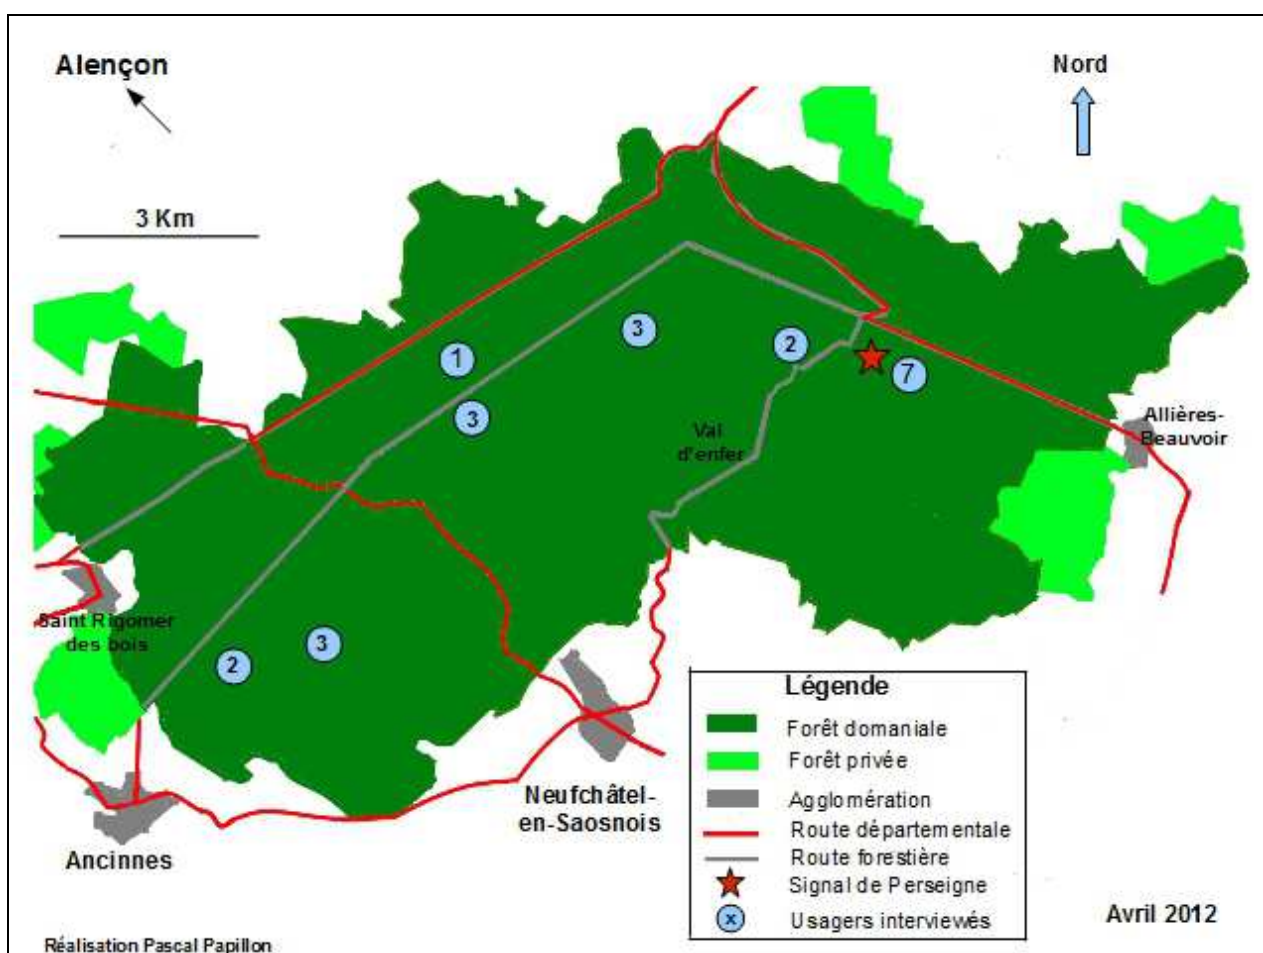 Alençon
Nord
3 Km
1
3
2
7
3
Val
d'enfer
Allières-
Beauvoir
Saint Rigomer
des bois
2
3
Neufchâtel-
en-Saosnois
Ancinnes
Légende
Forêt domaniale
Forêt privée
Agglomération
Route départementale
Route forestière
Signal de Perseigne
x
Usagers interviewés
Avril 2012
Réalisation Pascal Papillon